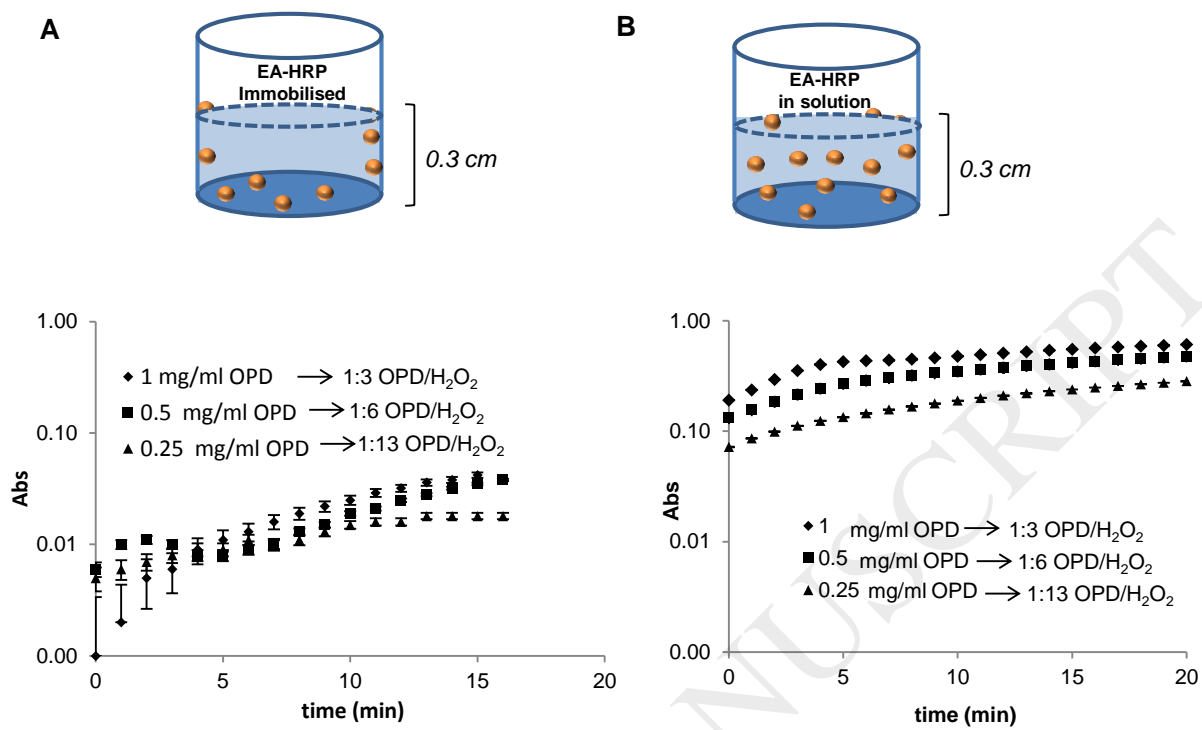 A
EA-HRP
Immobilised
0.3 cm
B
EA-HRP
in solution
0.3 cm
1.00
0.10
0.01
0.00
Abs
1 mg/ml OPD → 1:3 OPD/H₂O₂
0.5 mg/ml OPD → 1:6 OPD/H₂O₂
0.25 mg/ml OPD → 1:13 OPD/H₂O₂
0 5 10 15 20
time (min)
1.00
0.10
0.01
0.00
Abs
1 mg/ml OPD → 1:3 OPD/H₂O₂
0.5 mg/ml OPD → 1:6 OPD/H₂O₂
0.25 mg/ml OPD → 1:13 OPD/H₂O₂
0 5 10 15 20
time (min)
NUSCRIPT